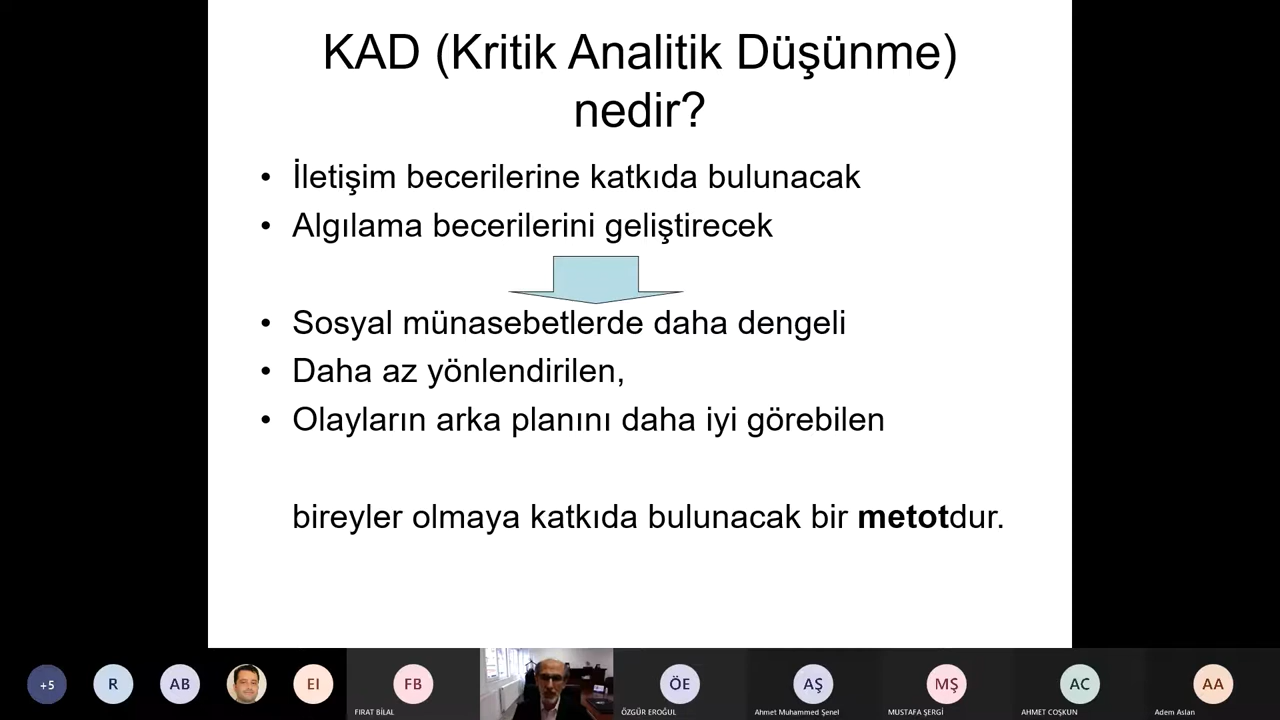 KAD (Kritik Analitik Düşünme)
nedir?
• İletişim becerilerine katkıda bulunacak
• Algılama becerilerini geliştirecek
• Sosyal münasebetlerde daha dengeli
• Daha az yönlendirilen,
• Olayların arka planını daha iyi görebilen
bireyler olmaya katkıda bulunacak bir metotdur.
+5
R
AB
EI
FB
FIRAT BİLAL
ÖE
ÖZGÜR EROĞUL
AŞ
Ahmet Muhammed Şenel
MŞ
MUSTAFA ŞERGİ
AC
AHMET COŞKUN
AA
Adem Aslan